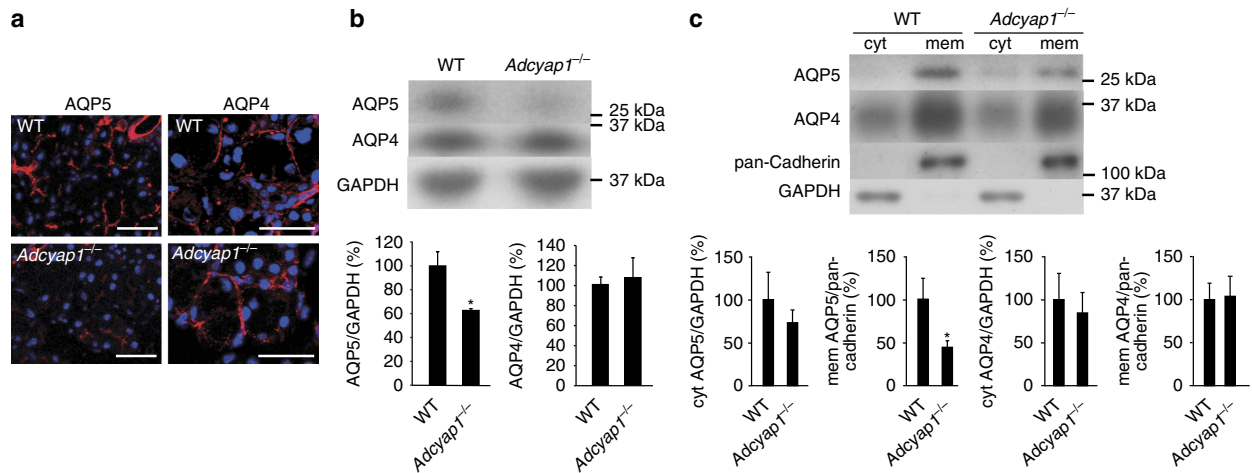 a
AQP5 AQP4
WT WT
Adcyap1–/– Adcyap1–/–
b
WT Adcyap1–/–
AQP5
25 kDa
37 kDa
AQP4
GAPDH
37 kDa
AQP5/GAPDH (%)
120
100
80
60
40
20
0
*
WT
Adcyap1–/–
AQP4/GAPDH (%)
140
120
100
80
60
40
20
0
WT
Adcyap1–/–
c
WT Adcyap1–/–
cyt mem cyt mem
AQP5
25 kDa
37 kDa
AQP4
pan-Cadherin
100 kDa
GAPDH
37 kDa
cyt AQP5/GAPDH (%)
150
100
50
0
WT
Adcyap1–/–
mem AQP5/pan-
cadherin (%)
150
100
50
0
*
WT
Adcyap1–/–
cyt AQP4/GAPDH (%)
150
100
50
0
WT
Adcyap1–/–
mem AQP4/pan-
cadherin (%)
150
100
50
0
WT
Adcyap1–/–